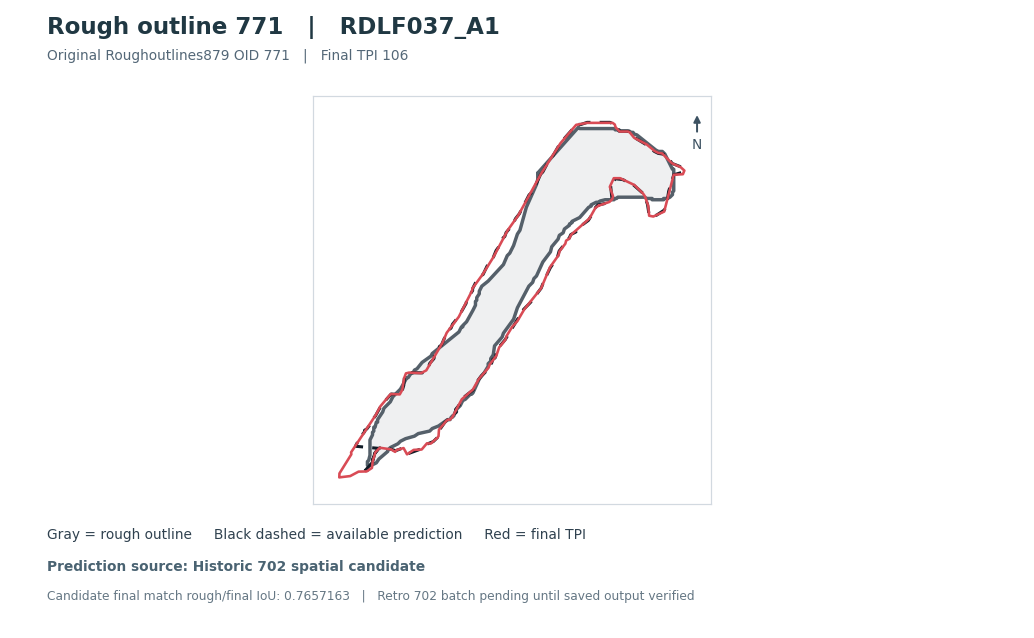 Rough outline 771   |   RDLF037_A1
Original Roughoutlines879 OID 771   |   Final TPI 106
N
Gray = rough outline     Black dashed = available prediction     Red = final TPI
Prediction source: Historic 702 spatial candidate
Candidate final match rough/final IoU: 0.7657163   |   Retro 702 batch pending until saved output verified